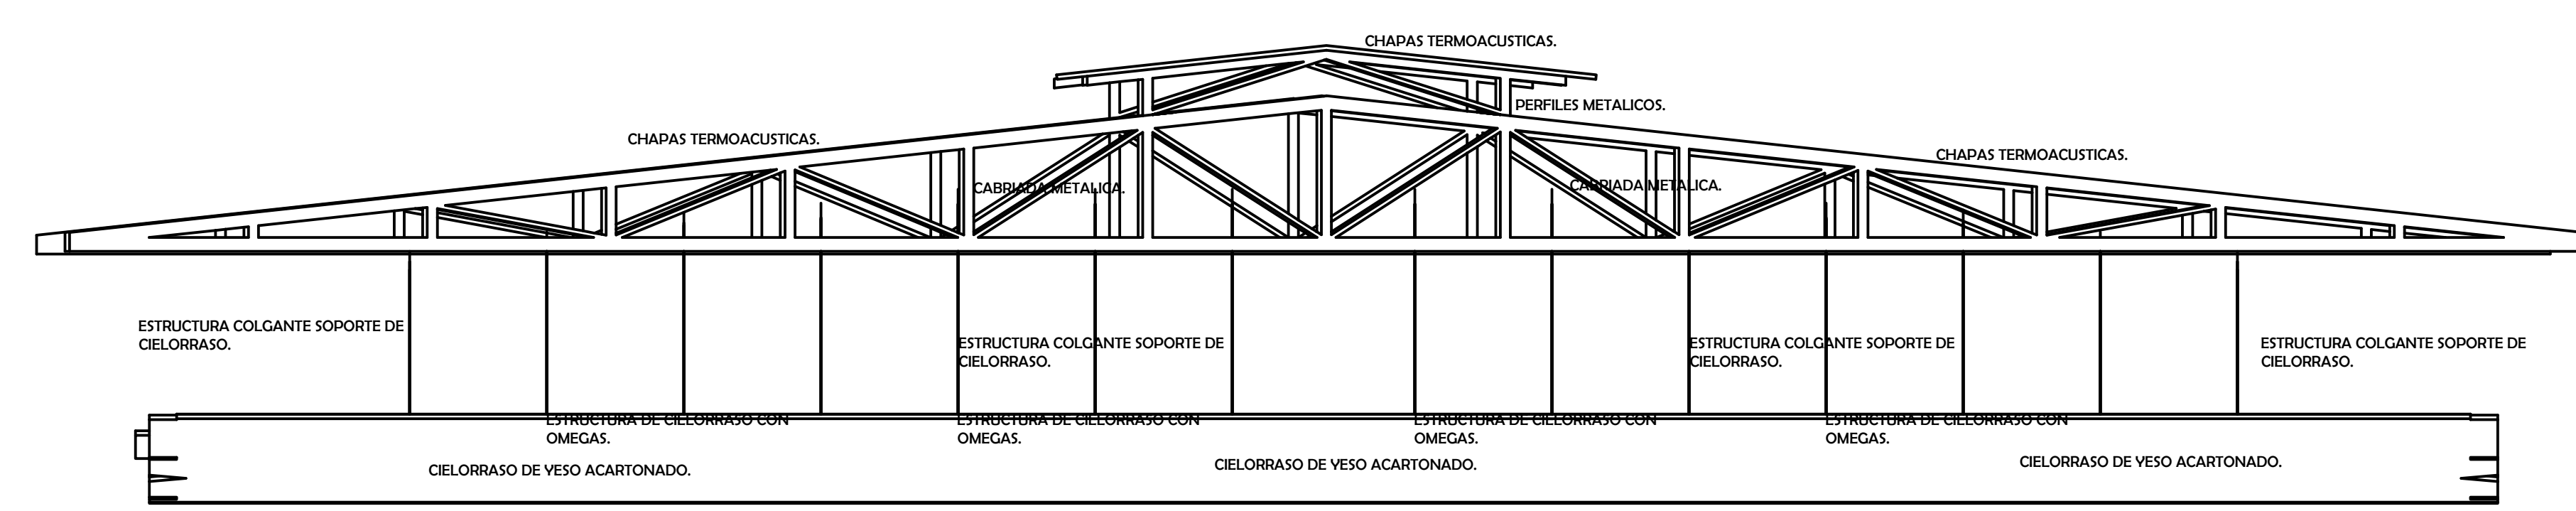 CHAPAS TERMOACUSTICAS.
PERFILES METALICOS.
CHAPAS TERMOACUSTICAS.
CHAPAS TERMOACUSTICAS.
CABRIADA METALICA.
CABRIADA METALICA.
ESTRUCTURA COLGANTE SOPORTE DE
CIELORRASO.
ESTRUCTURA COLGANTE SOPORTE DE
CIELORRASO.
ESTRUCTURA COLGANTE SOPORTE DE
CIELORRASO.
ESTRUCTURA COLGANTE SOPORTE DE
CIELORRASO.
ESTRUCTURA DE CIELORRASO CON
OMEGAS.
ESTRUCTURA DE CIELORRASO CON
OMEGAS.
ESTRUCTURA DE CIELORRASO CON
OMEGAS.
ESTRUCTURA DE CIELORRASO CON
OMEGAS.
CIELORRASO DE YESO ACARTONADO.
CIELORRASO DE YESO ACARTONADO.
CIELORRASO DE YESO ACARTONADO.